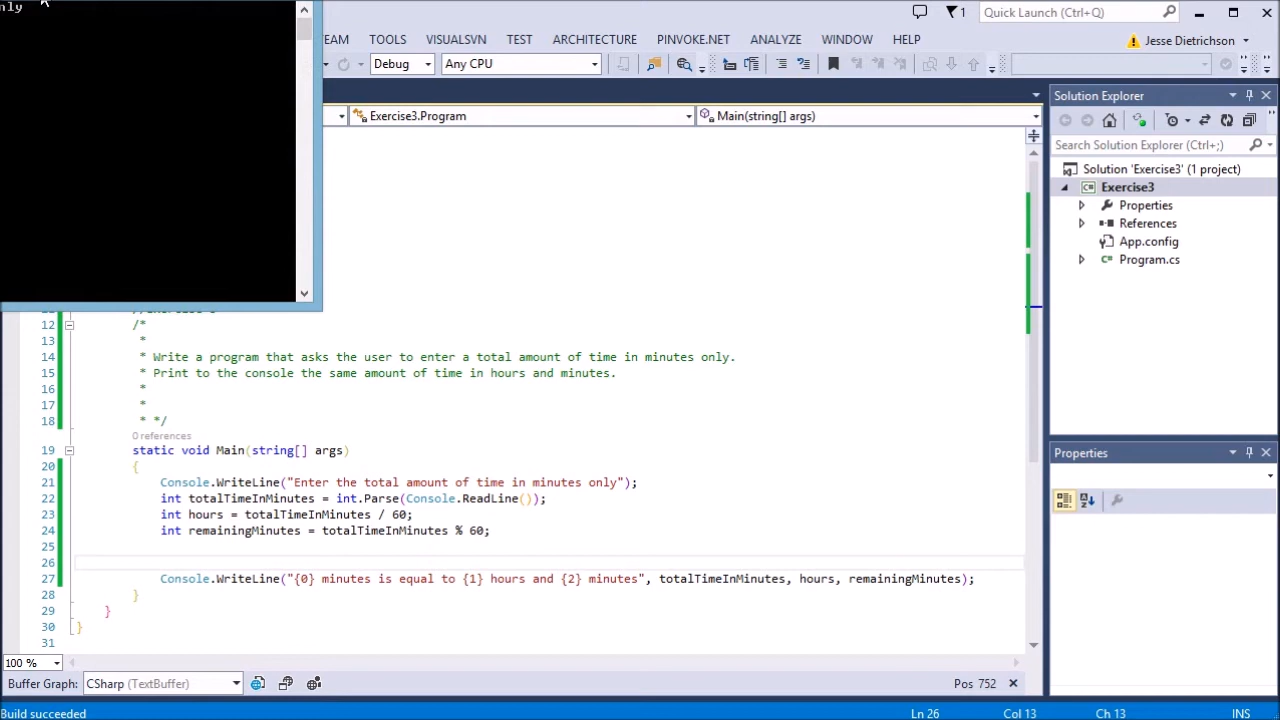 nly
1
Quick Launch (Ctrl+Q)
TOOLS VISUALSVN TEST ARCHITECTURE PINVOKE.NET ANALYZE WINDOW HELP
Jesse Dietrichson
Debug
Any CPU
Exercise3.Program
Main(string[] args)
Solution Explorer
Search Solution Explorer (Ctrl+;)
Solution 'Exercise3' (1 project)
Exercise3
Properties
References
App.config
Program.cs
12 /*
13 *
14 * Write a program that asks the user to enter a total amount of time in minutes only.
15 * Print to the console the same amount of time in hours and minutes.
16 *
17 *
18 * */
0 references
19 static void Main(string[] args)
20 {
21 Console.WriteLine("Enter the total amount of time in minutes only");
22 int totalTimeInMinutes = int.Parse(Console.ReadLine());
23 int hours = totalTimeInMinutes / 60;
24 int remainingMinutes = totalTimeInMinutes % 60;
25
26
27 Console.WriteLine("{0} minutes is equal to {1} hours and {2} minutes", totalTimeInMinutes, hours, remainingMinutes);
28 }
29 }
30 }
31
Properties
100 %
Buffer Graph: CSharp (TextBuffer)
Pos 752
Build succeeded
Ln 26
Col 13
Ch 13
INS